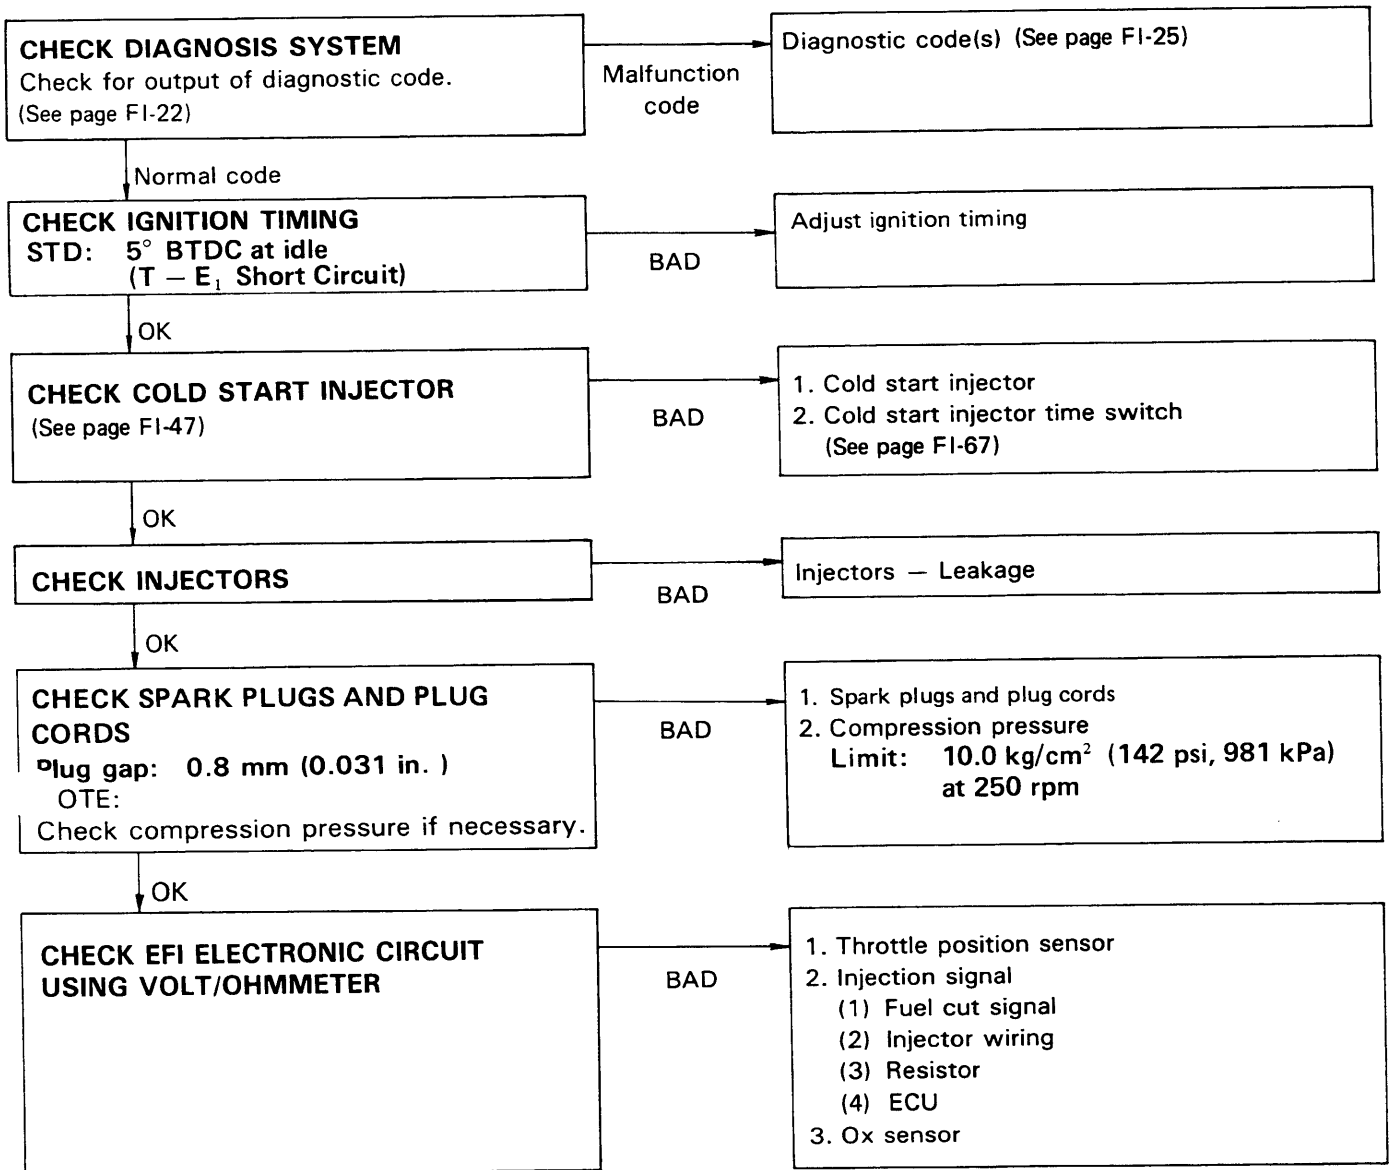 CHECK DIAGNOSIS SYSTEM
Check for output of diagnostic code.
(See page FI-22)
Malfunction
code
Diagnostic code(s) (See page FI-25)
Normal code
CHECK IGNITION TIMING
STD: 5° BTDC at idle
(T — E₁ Short Circuit)
BAD
Adjust ignition timing
OK
CHECK COLD START INJECTOR
(See page FI-47)
BAD
1. Cold start injector
2. Cold start injector time switch
(See page FI-67)
OK
CHECK INJECTORS
BAD
Injectors — Leakage
OK
CHECK SPARK PLUGS AND PLUG
CORDS
Plug gap: 0.8 mm (0.031 in. )
OTE:
Check compression pressure if necessary.
BAD
1. Spark plugs and plug cords
2. Compression pressure
Limit: 10.0 kg/cm² (142 psi, 981 kPa)
at 250 rpm
OK
CHECK EFI ELECTRONIC CIRCUIT
USING VOLT/OHMMETER
BAD
1. Throttle position sensor
2. Injection signal
(1) Fuel cut signal
(2) Injector wiring
(3) Resistor
(4) ECU
3. Ox sensor